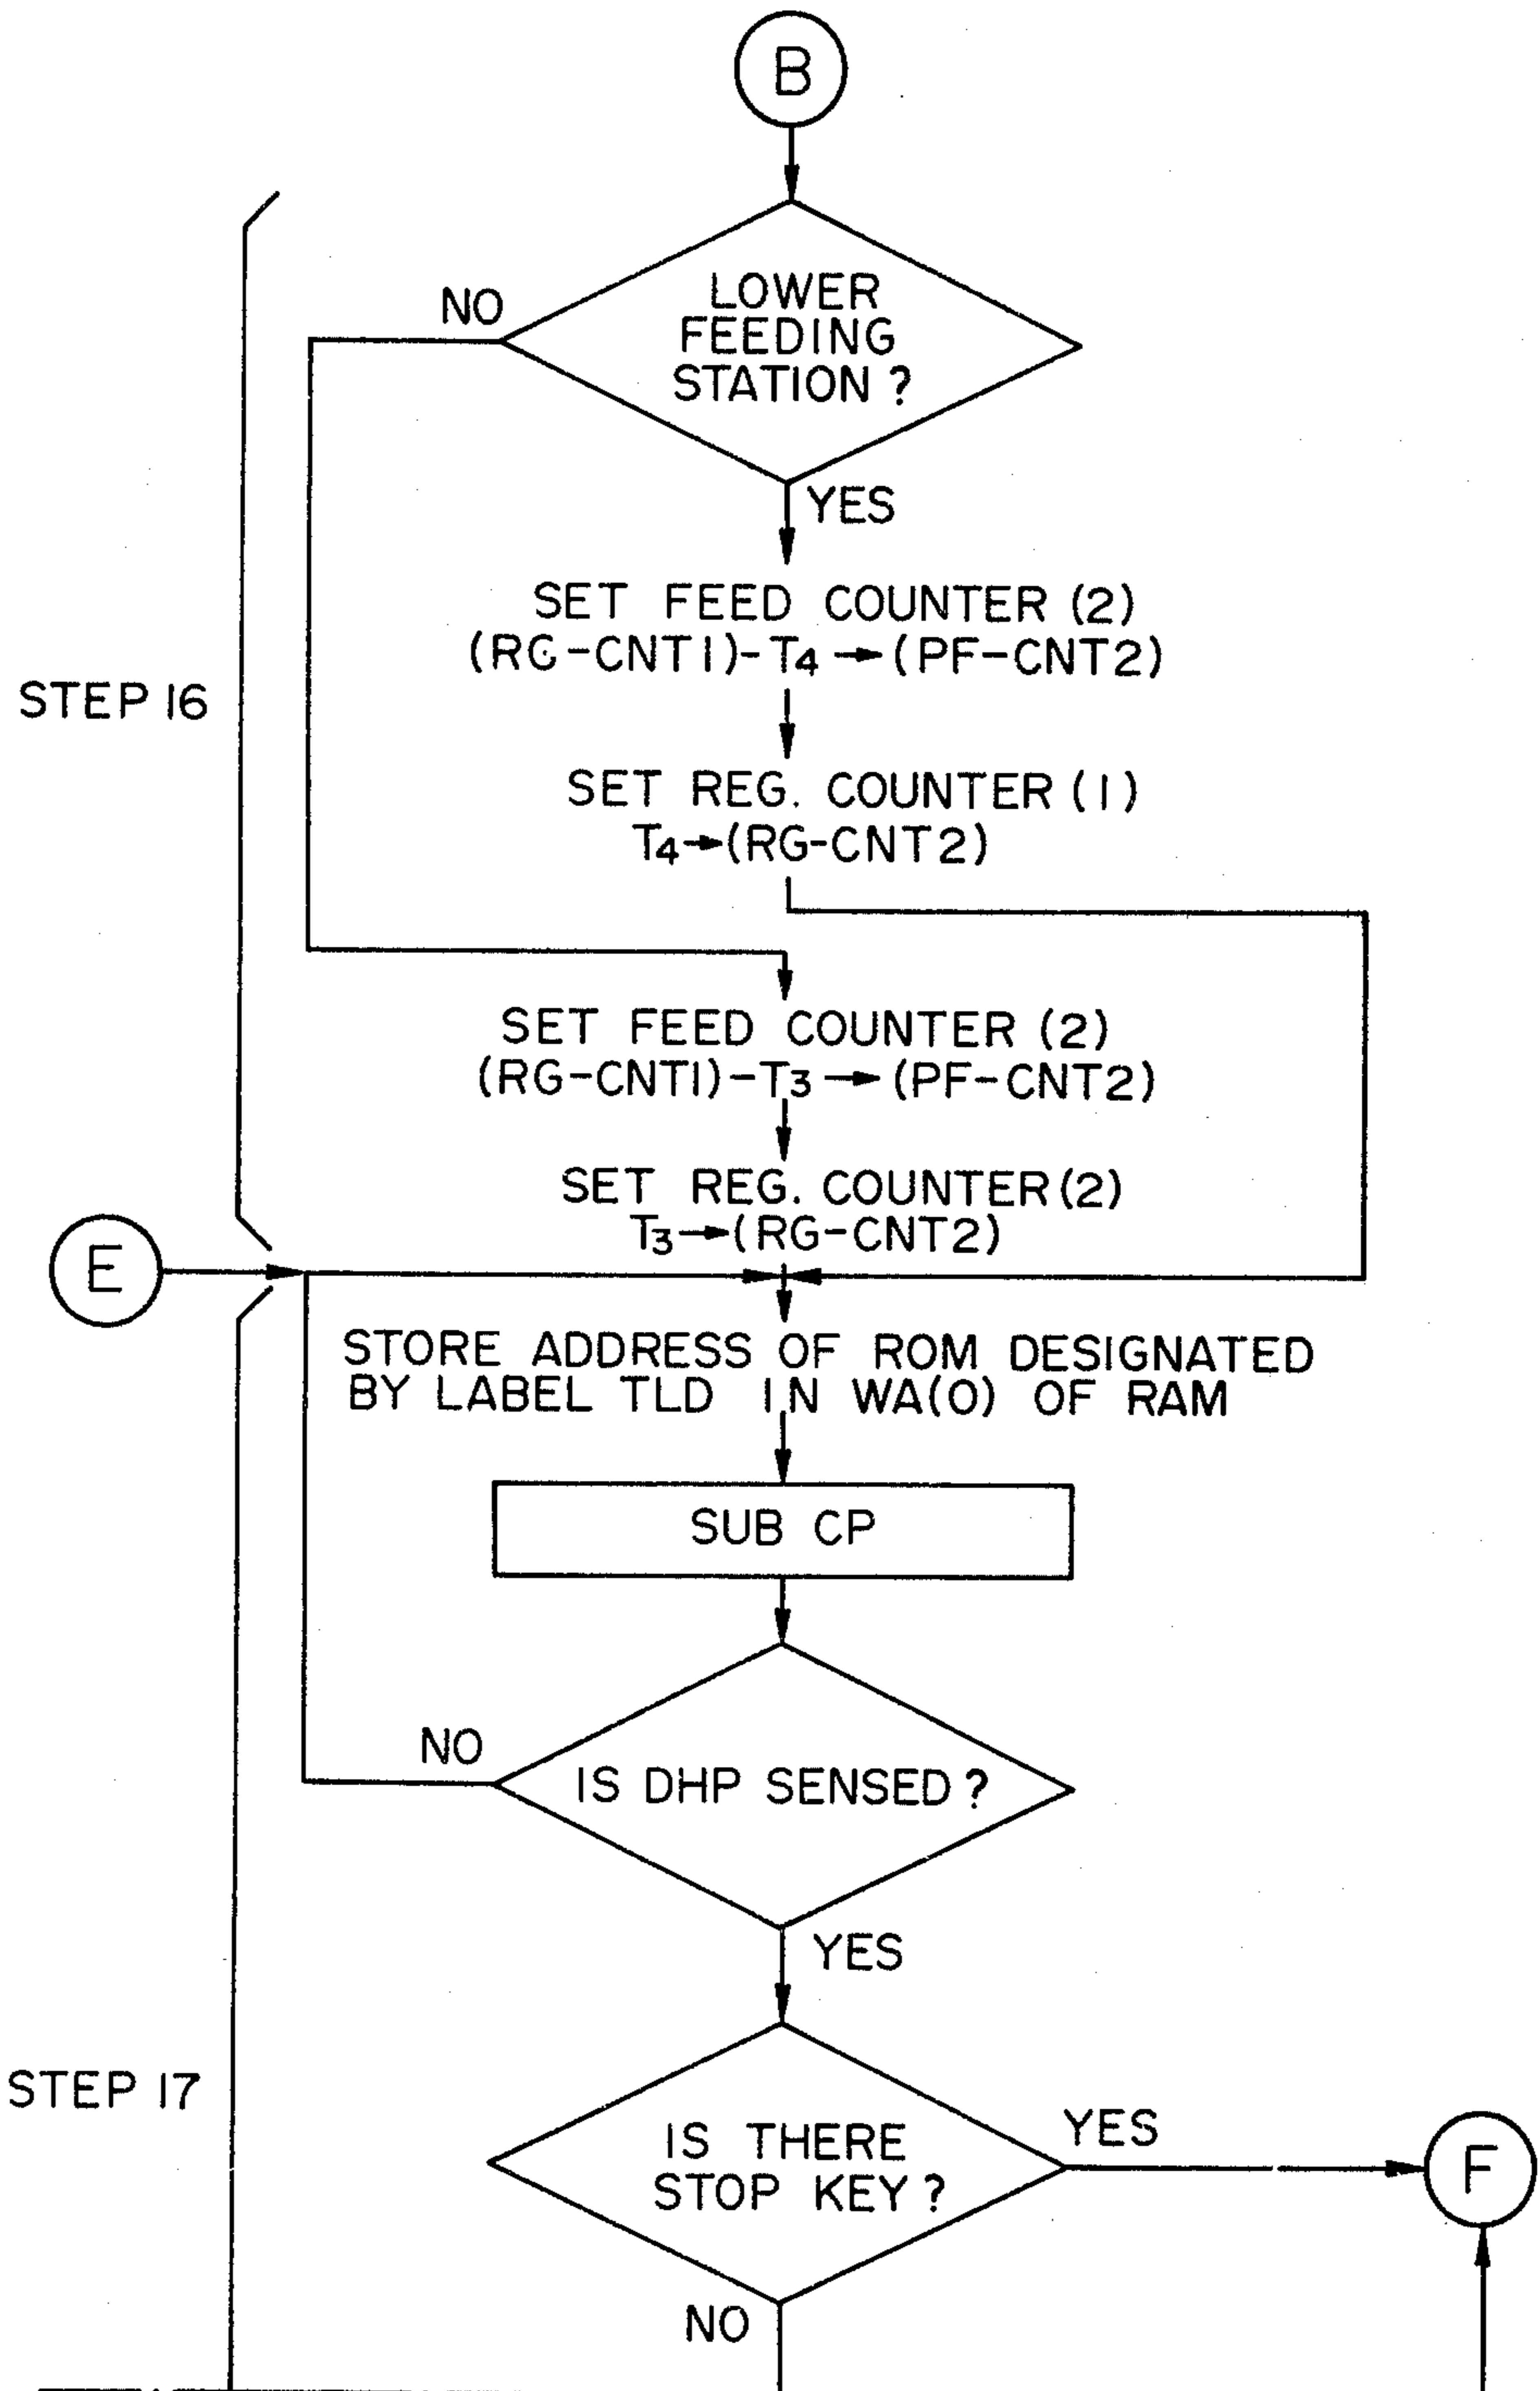 B
LOWER
FEEDING
STATION ?
NO
YES
SET FEED COUNTER (2)
(RG-CNT1)-T4 → (PF-CNT2)
STEP 16
SET REG. COUNTER (1)
T4→(RG-CNT2)
SET FEED COUNTER (2)
(RG-CNT1)-T3 → (PF-CNT2)
SET REG. COUNTER (2)
T3→(RG-CNT2)
E
STORE ADDRESS OF ROM DESIGNATED
BY LABEL TLD IN WA(0) OF RAM
SUB CP
NO
IS DHP SENSED ?
YES
STEP 17
IS THERE
STOP KEY ?
YES
F
NO